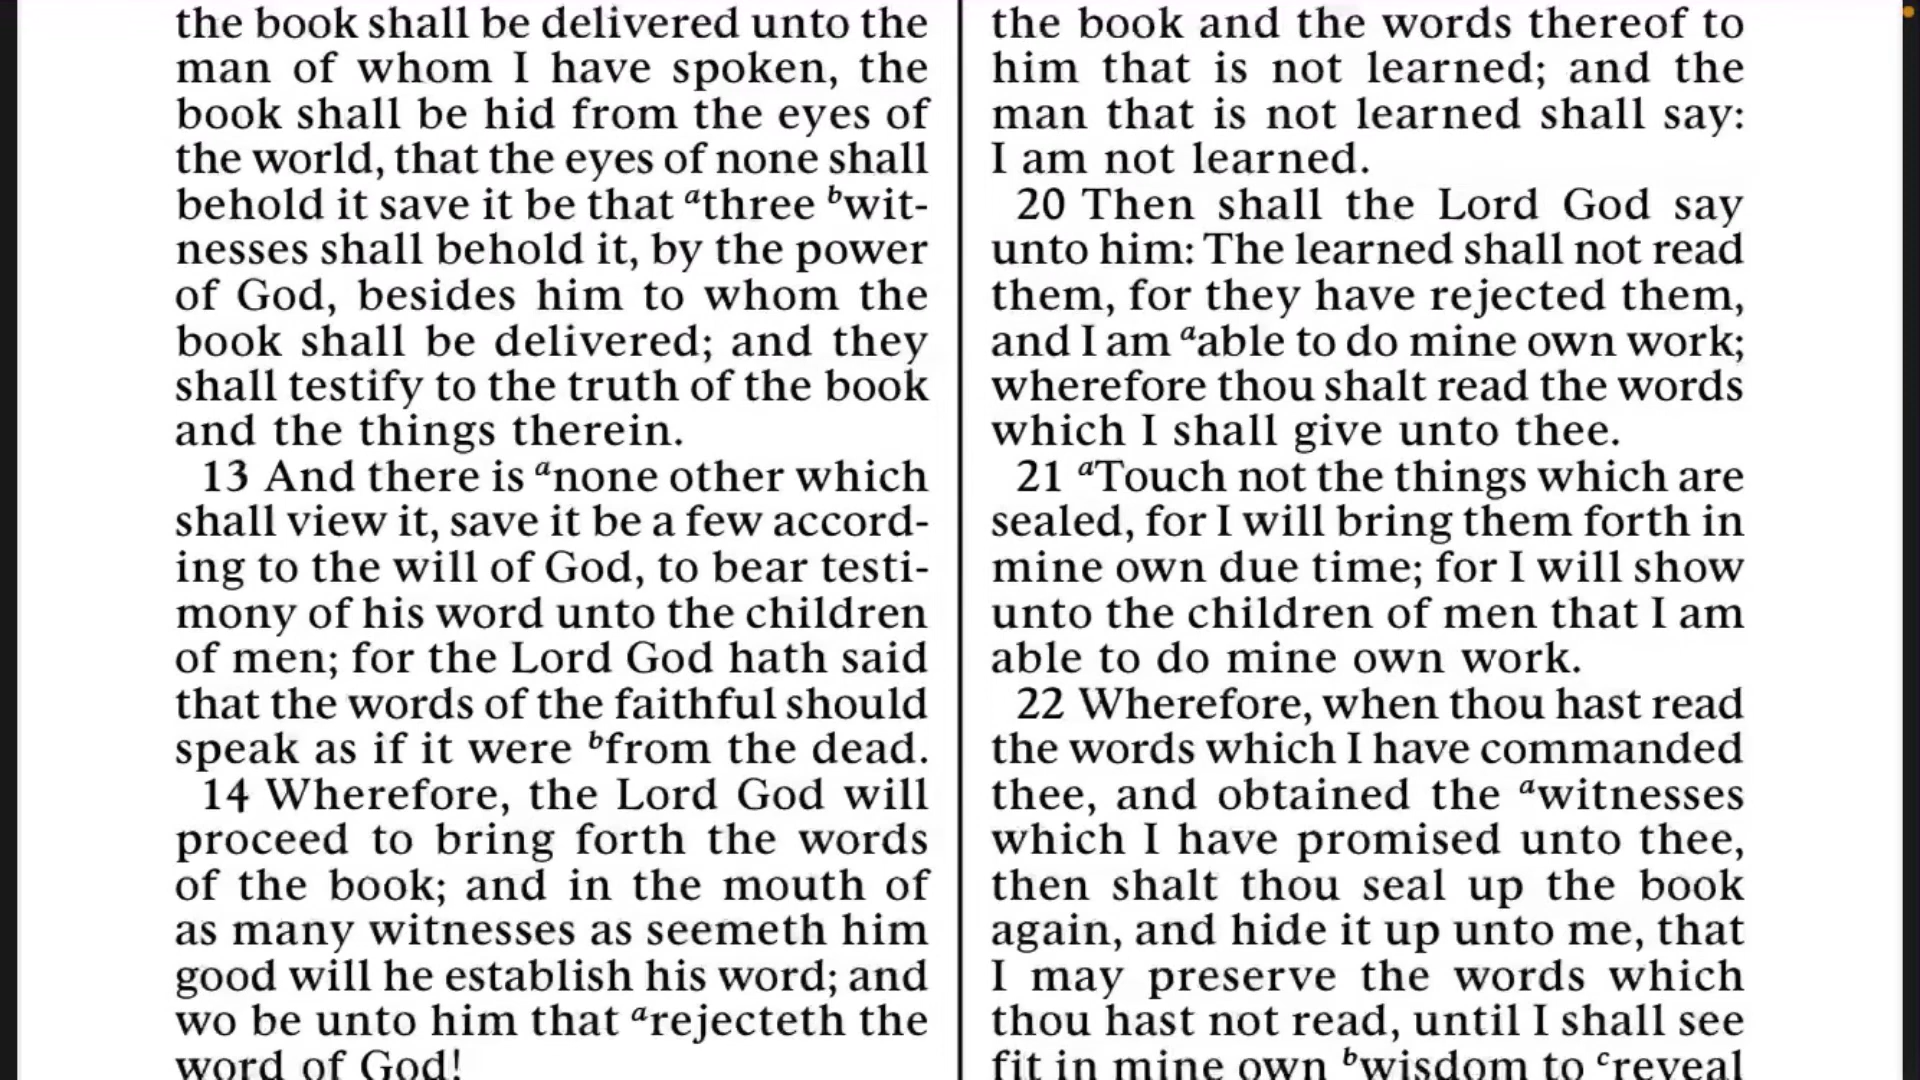 the book shall be delivered unto the
man of whom I have spoken, the
book shall be hid from the eyes of
the world, that the eyes of none shall
behold it save it be that athree bwit-
nesses shall behold it, by the power
of God, besides him to whom the
book shall be delivered; and they
shall testify to the truth of the book
and the things therein.
13 And there is anone other which
shall view it, save it be a few accord-
ing to the will of God, to bear testi-
mony of his word unto the children
of men; for the Lord God hath said
that the words of the faithful should
speak as if it were bfrom the dead.
14 Wherefore, the Lord God will
proceed to bring forth the words
of the book; and in the mouth of
as many witnesses as seemeth him
good will he establish his word; and
wo be unto him that arejecteth the
word of God!
the book and the words thereof to
him that is not learned; and the
man that is not learned shall say:
I am not learned.
20 Then shall the Lord God say
unto him: The learned shall not read
them, for they have rejected them,
and I am aable to do mine own work;
wherefore thou shalt read the words
which I shall give unto thee.
21 aTouch not the things which are
sealed, for I will bring them forth in
mine own due time; for I will show
unto the children of men that I am
able to do mine own work.
22 Wherefore, when thou hast read
the words which I have commanded
thee, and obtained the awitnesses
which I have promised unto thee,
then shalt thou seal up the book
again, and hide it up unto me, that
I may preserve the words which
thou hast not read, until I shall see
fit in mine own bwisdom to creveal